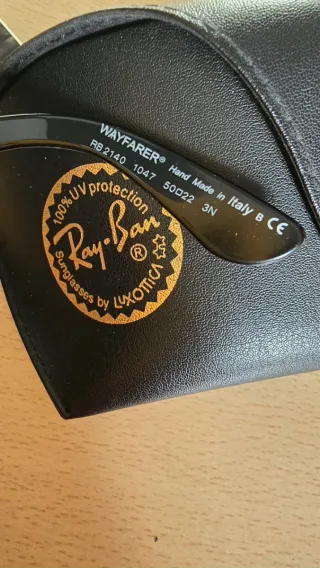 WAYFARER® Hand Made in Italy B CE
RB 2140 1047 50□22 3N
100% UV protection
Ray-Ban®
Sunglasses by LUXOTTICA